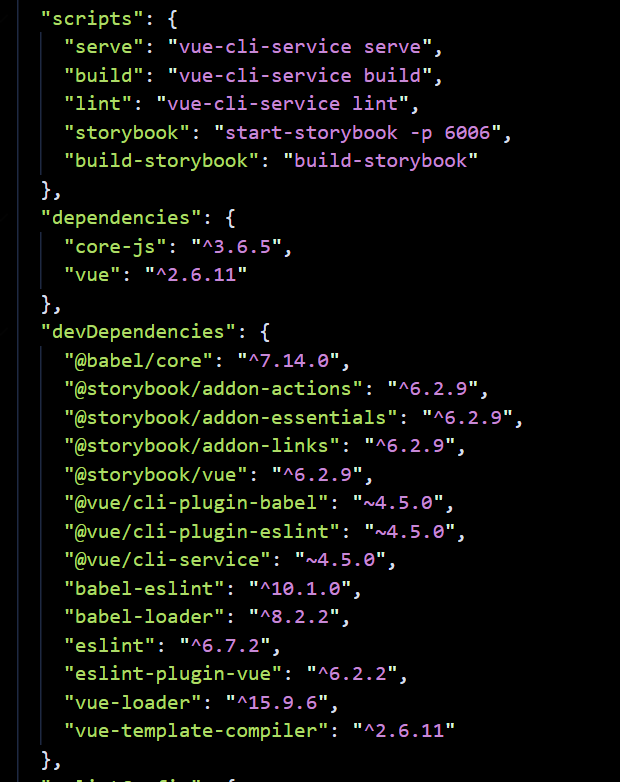 "scripts": {
"serve": "vue-cli-service serve",
"build": "vue-cli-service build",
"lint": "vue-cli-service lint",
"storybook": "start-storybook -p 6006",
"build-storybook": "build-storybook"
},
"dependencies": {
"core-js": "^3.6.5",
"vue": "^2.6.11"
},
"devDependencies": {
"@babel/core": "^7.14.0",
"@storybook/addon-actions": "^6.2.9",
"@storybook/addon-essentials": "^6.2.9",
"@storybook/addon-links": "^6.2.9",
"@storybook/vue": "^6.2.9",
"@vue/cli-plugin-babel": "~4.5.0",
"@vue/cli-plugin-eslint": "~4.5.0",
"@vue/cli-service": "~4.5.0",
"babel-eslint": "^10.1.0",
"babel-loader": "^8.2.2",
"eslint": "^6.7.2",
"eslint-plugin-vue": "^6.2.2",
"vue-loader": "^15.9.6",
"vue-template-compiler": "^2.6.11"
},